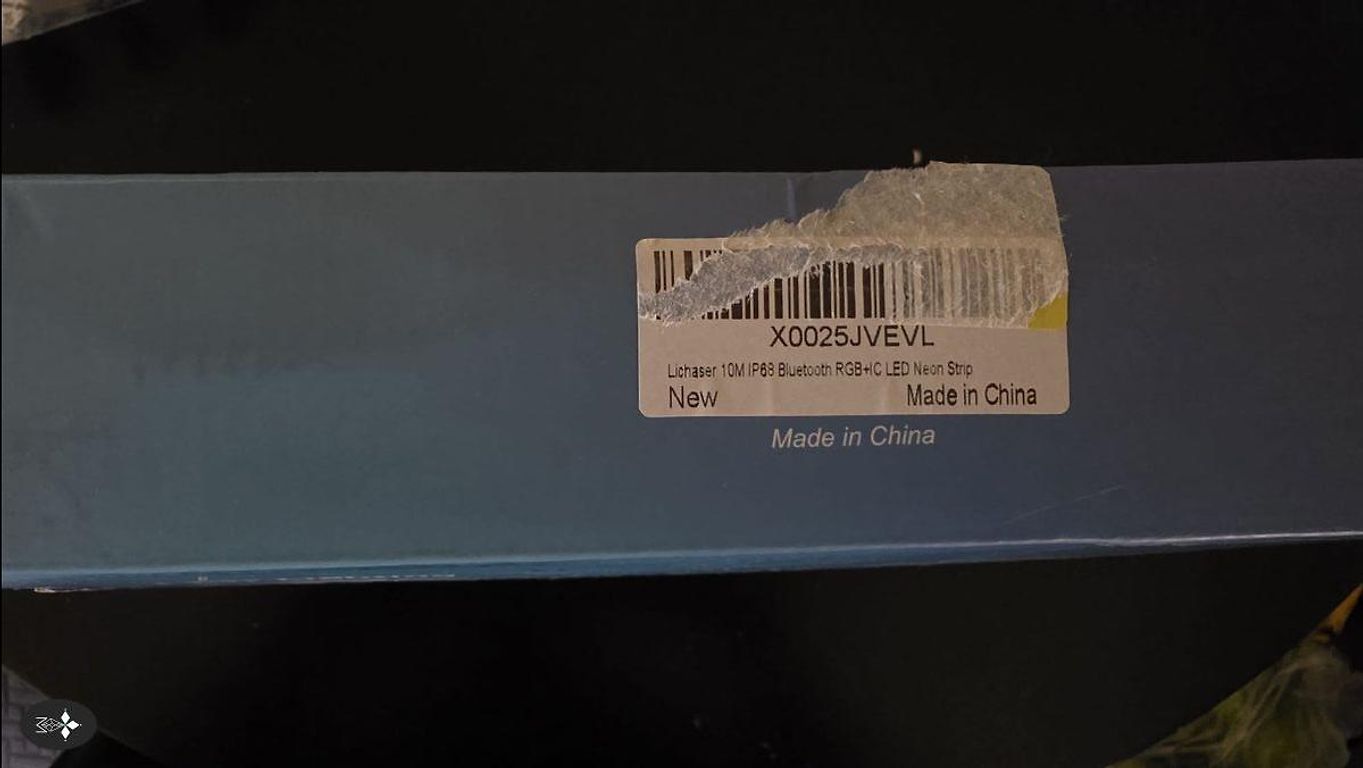 X0025JVEVL
Lichaser 10M IP68 Bluetooth RGB+IC LED Neon Strip
New
Made in China
Made in China